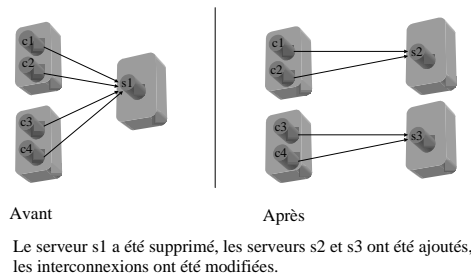 c1
c2
s1
c3
c4
c1
c2
s2
c3
c4
s3
Avant
Après
Le serveur s1 a été supprimé, les serveurs s2 et s3 ont été ajoutés,
les interconnexions ont été modifiées.